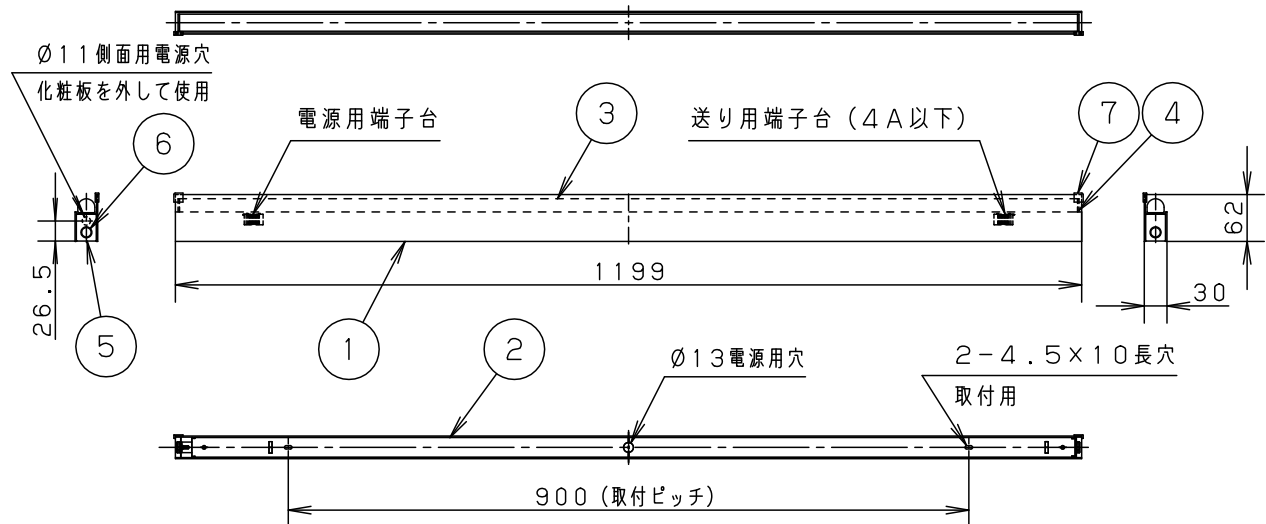 Ø11側面用電源穴
化粧板を外して使用
電源用端子台
送り用端子台（4A以下）
③
⑦
④
⑥
26.5
62
1199
30
⑤
①
②
Ø13電源用穴
2-4.5×10長穴
取付用
900（取付ピッチ）